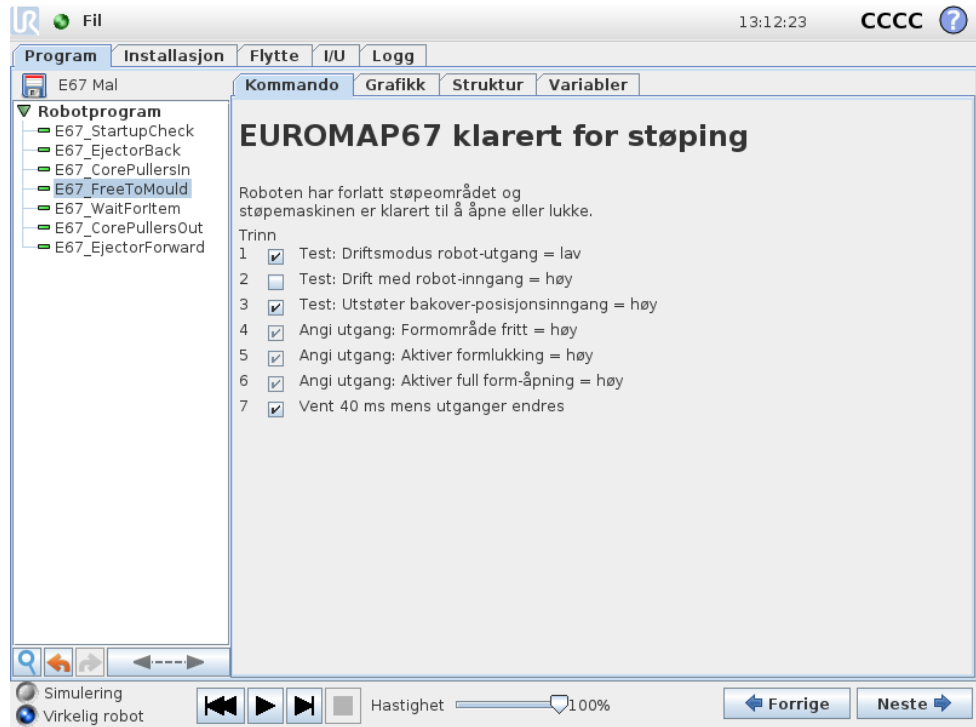 UR Fil 13:12:23 CCCC ?
Program Installasjon Flytte I/U Logg
E67 Mal
Kommando Grafikk Struktur Variabler
Robotprogram
E67_StartupCheck
E67_EjectorBack
E67_CorePullersIn
E67_FreeToMould
E67_WaitForItem
E67_CorePullersOut
E67_EjectorForward
EUROMAP67 klarert for støping
Roboten har forlatt støpeområdet og
støpemaskinen er klarert til å åpne eller lukke.
Trinn
1 Test: Driftsmodus robot-utgang = lav
2 Test: Drift med robot-inngang = høy
3 Test: Utstøter bakover-posisjonsinngang = høy
4 Angi utgang: Formområde fritt = høy
5 Angi utgang: Aktiver formlukking = høy
6 Angi utgang: Aktiver full form-åpning = høy
7 Vent 40 ms mens utganger endres
Simulering
Virkelig robot
Hastighet 100%
Forrige Neste